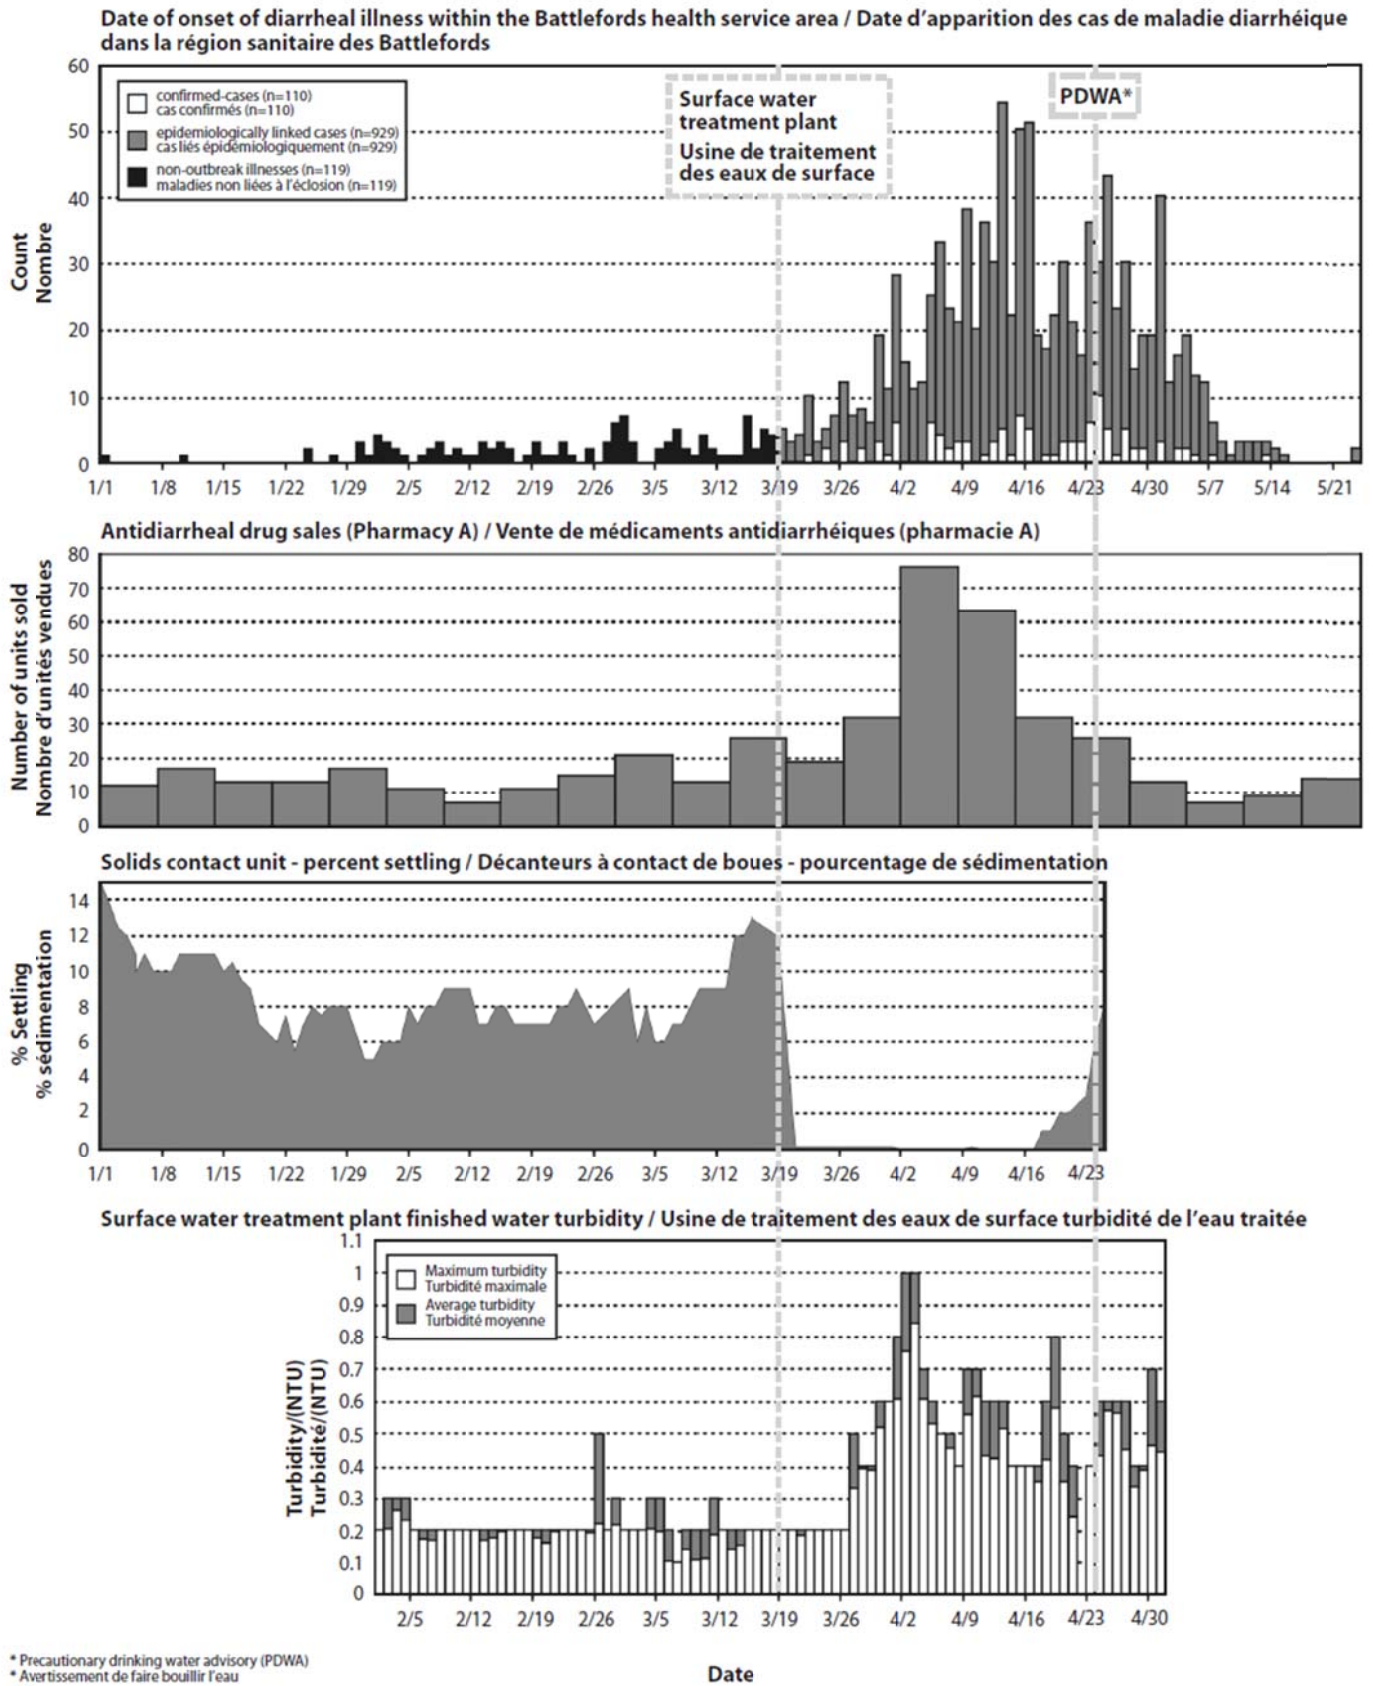 Date of onset of diarrheal illness within the Battlefords health service area / Date d’apparition des cas de maladie diarrhéique
dans la région sanitaire des Battlefords
60
50
40
30
20
10
0
Count
Nombre
confirmed-cases (n=110)
cas confirmés (n=110)
epidemiologically linked cases (n=929)
cas liés épidémiologiquement (n=929)
non-outbreak illnesses (n=119)
maladies non liées à l’éclosion (n=119)
Surface water
treatment plant
Usine de traitement
des eaux de surface
PDWA*
1/1 1/8 1/15 1/22 1/29 2/5 2/12 2/19 2/26 3/5 3/12 3/19 3/26 4/2 4/9 4/16 4/23 4/30 5/7 5/14 5/21
Antidiarrheal drug sales (Pharmacy A) / Vente de médicaments antidiarrhéiques (pharmacie A)
80
70
60
50
40
30
20
10
0
Number of units sold
Nombre d’unités vendues
Solids contact unit - percent settling / Décanteurs à contact de boues - pourcentage de sédimentation
14
12
10
8
6
4
2
0
% Settling
% sédimentation
1/1 1/8 1/15 1/22 1/29 2/5 2/12 2/19 2/26 3/5 3/12 3/19 3/26 4/2 4/9 4/16 4/23
Surface water treatment plant finished water turbidity / Usine de traitement des eaux de surface turbidité de l’eau traitée
1.1
1
0.9
0.8
0.7
0.6
0.5
0.4
0.3
0.2
0.1
0
Turbidity/(NTU)
Turbidité/(NTU)
Maximum turbidity
Turbidité maximale
Average turbidity
Turbidité moyenne
2/5 2/12 2/19 2/26 3/5 3/12 3/19 3/26 4/2 4/9 4/16 4/23 4/30
Date
* Precautionary drinking water advisory (PDWA)
* Avertissement de faire bouillir l’eau